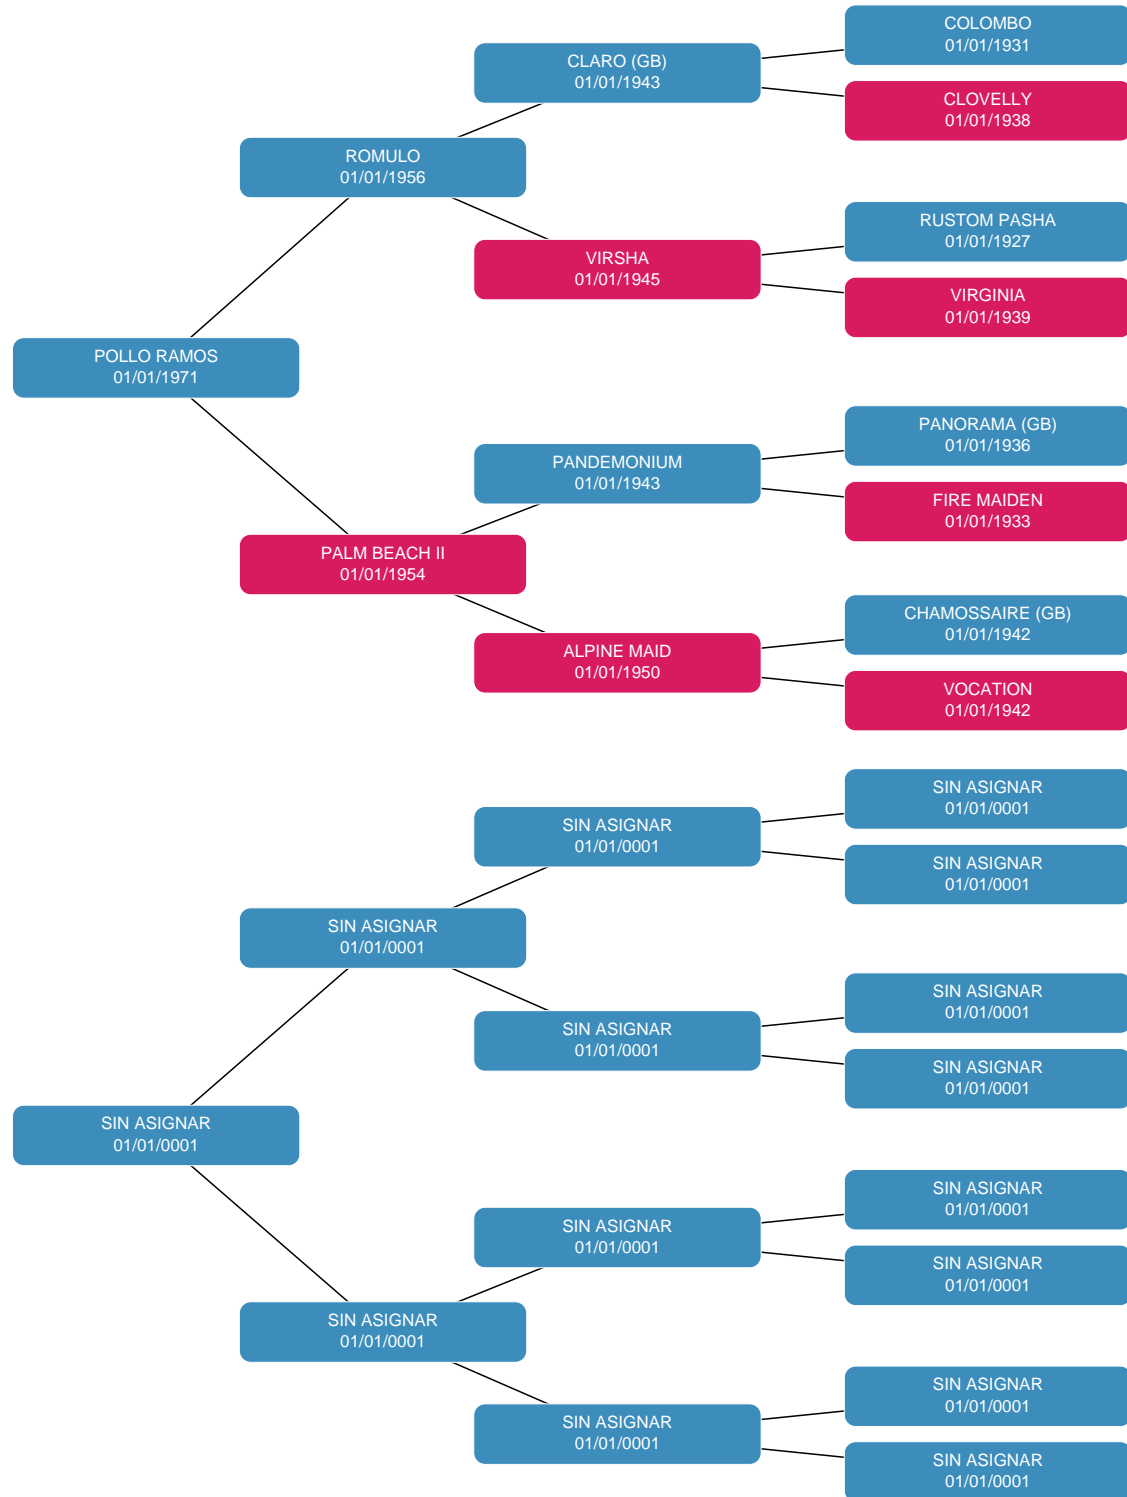 COLOMBO
01/01/1931
CLARO (GB)
01/01/1943
CLOVELLY
01/01/1938
ROMULO
01/01/1956
RUSTOM PASHA
01/01/1927
VIRSHA
01/01/1945
VIRGINIA
01/01/1939
POLLO RAMOS
01/01/1971
PANORAMA (GB)
01/01/1936
PANDEMONIUM
01/01/1943
FIRE MAIDEN
01/01/1933
PALM BEACH II
01/01/1954
CHAMOSSAIRE (GB)
01/01/1942
ALPINE MAID
01/01/1950
VOCATION
01/01/1942
SIN ASIGNAR
01/01/0001
SIN ASIGNAR
01/01/0001
SIN ASIGNAR
01/01/0001
SIN ASIGNAR
01/01/0001
SIN ASIGNAR
01/01/0001
SIN ASIGNAR
01/01/0001
SIN ASIGNAR
01/01/0001
SIN ASIGNAR
01/01/0001
SIN ASIGNAR
01/01/0001
SIN ASIGNAR
01/01/0001
SIN ASIGNAR
01/01/0001
SIN ASIGNAR
01/01/0001
SIN ASIGNAR
01/01/0001
SIN ASIGNAR
01/01/0001
SIN ASIGNAR
01/01/0001